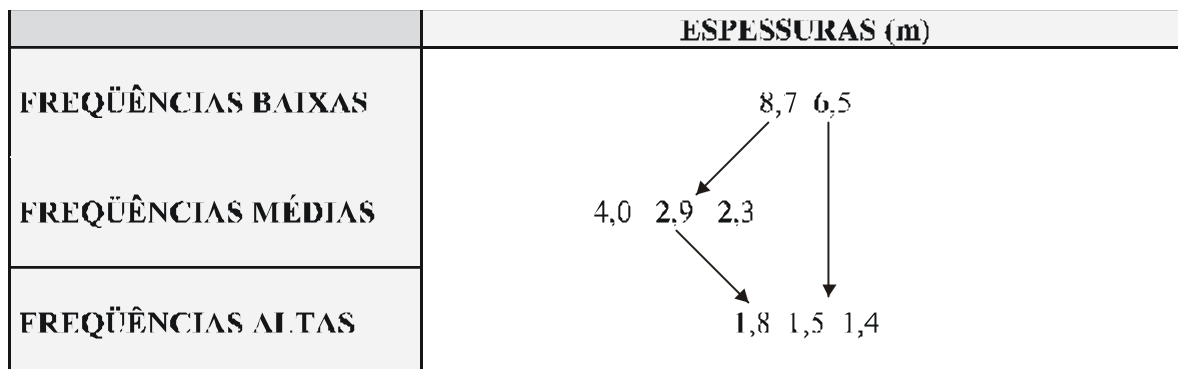 ESPESSURAS (m)
FREQÜÊNCIAS BAIXAS 8,7 6,5
FREQÜÊNCIAS MÉDIAS 4,0 2,9 2,3
FREQÜÊNCIAS ALTAS 1,8 1,5 1,4